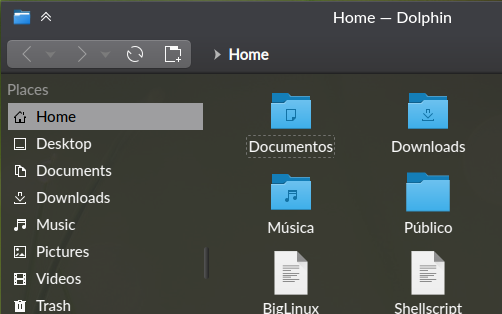 Home — Dolphin
Home
Places
Home
Desktop
Documents
Downloads
Music
Pictures
Videos
Trash
Documentos
Downloads
Música
Público
BigLinux
Shellscript